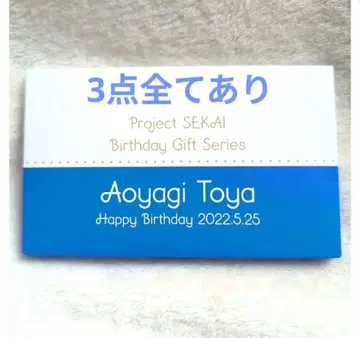 3点全てあり
Project SEKAI
Birthday Gift Series
Aoyagi Toya
Happy Birthday 2022.5.25